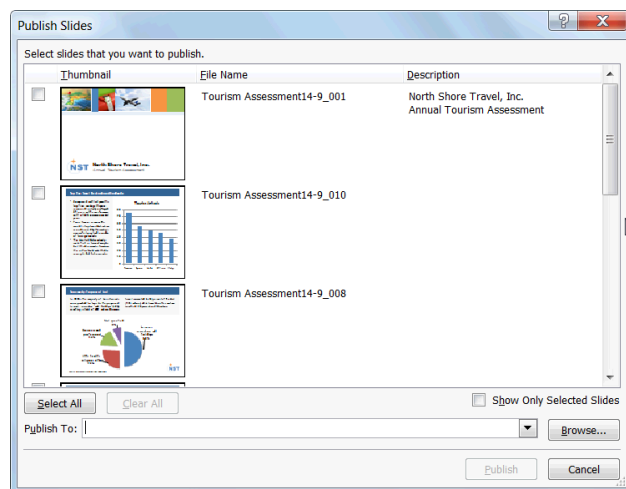 Publish Slides
Select slides that you want to publish.
Thumbnail File Name Description
Tourism Assessment14-9_001 North Shore Travel, Inc.
Annual Tourism Assessment
NST North Shore Travel, Inc.
Annual Tourism Assessment
Tourism Assessment14-9_010
Tourism Assessment14-9_008
NST
Select All Clear All Show Only Selected Slides
Publish To: Browse...
Publish Cancel